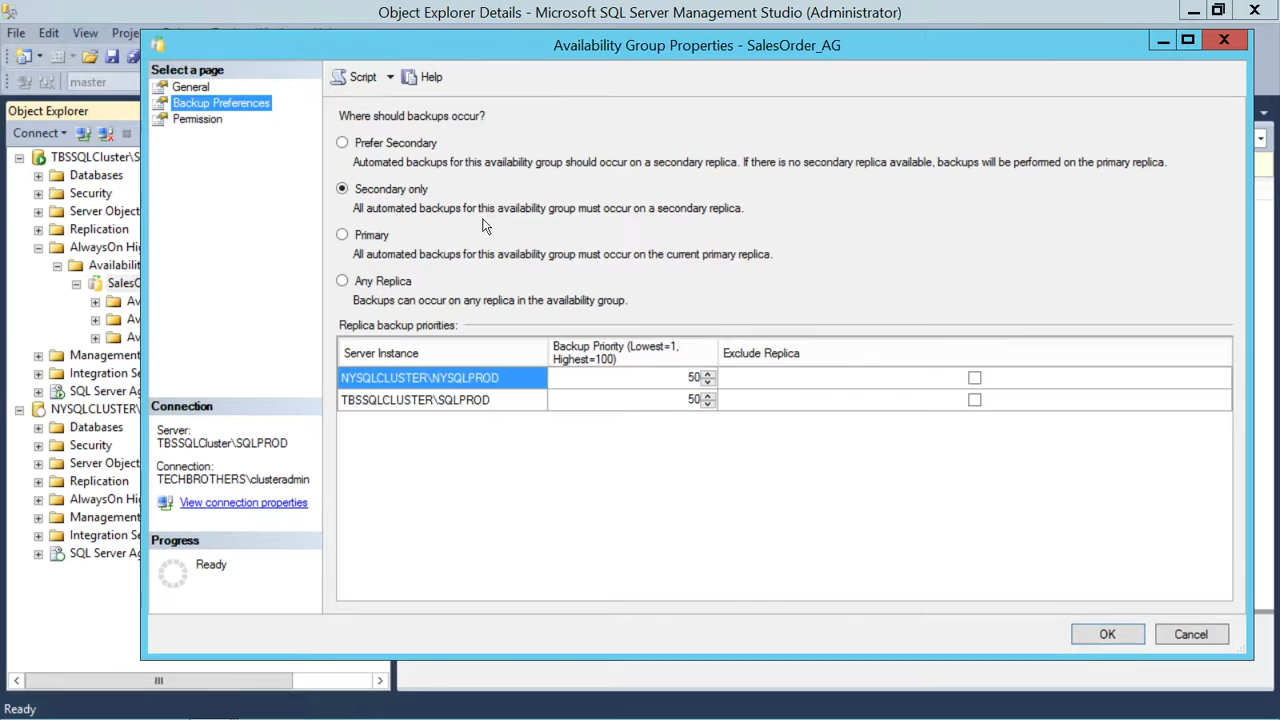 Object Explorer Details - Microsoft SQL Server Management Studio (Administrator)
File Edit View Proje
Availability Group Properties - SalesOrder_AG
master
Object Explorer
Connect
TBSSQLCluster\S
Databases
Security
Server Object
Replication
AlwaysOn Hig
Availabilit
SalesO
Av
Av
Av
Management
Integration Se
SQL Server Ag
NYSQLCLUSTER\
Databases
Security
Server Object
Replication
AlwaysOn Hig
Management
Integration Se
SQL Server Ag
Select a page
General
Backup Preferences
Permission
Connection
Server:
TBSSQLCluster\SQLPROD
Connection:
TECHBROTHERS\clusteradmin
View connection properties
Progress
Ready
Script Help
Where should backups occur?
Prefer Secondary
Automated backups for this availability group should occur on a secondary replica. If there is no secondary replica available, backups will be performed on the primary replica.
Secondary only
All automated backups for this availability group must occur on a secondary replica.
Primary
All automated backups for this availability group must occur on the current primary replica.
Any Replica
Backups can occur on any replica in the availability group.
Replica backup priorities:
Server Instance Backup Priority (Lowest=1, Highest=100) Exclude Replica
NYSQLCLUSTER\NYSQLPROD 50
TBSSQLCLUSTER\SQLPROD 50
OK Cancel
Ready